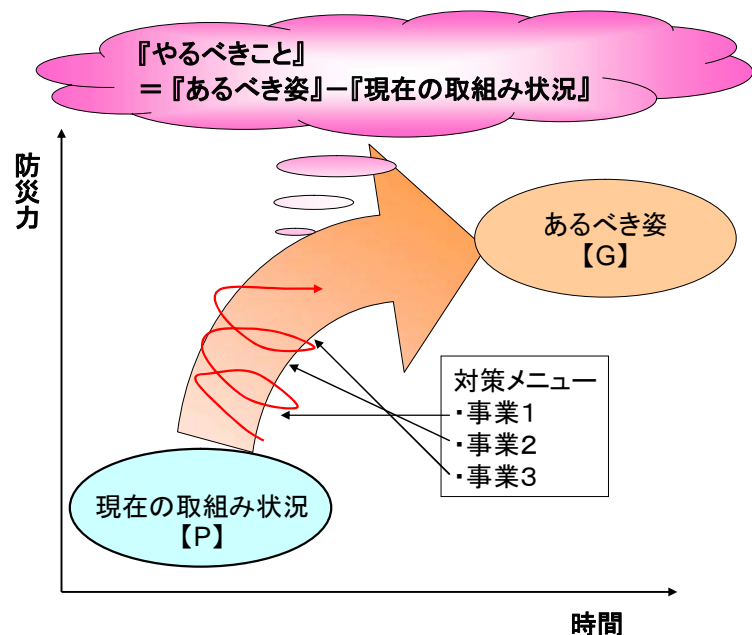 『やるべきこと』
＝『あるべき姿』－『現在の取組み状況』
防災力
あるべき姿
【G】
対策メニュー
・事業１
・事業２
・事業３
現在の取組み状況
【P】
時間